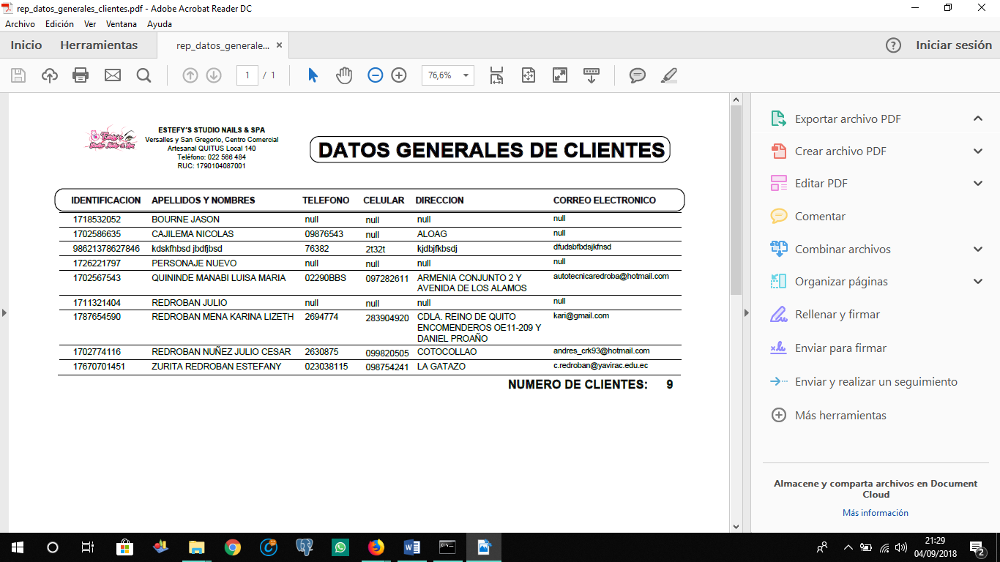 rep_datos_generales_clientes.pdf - Adobe Acrobat Reader DC
Archivo Edición Ver Ventana Ayuda
Inicio Herramientas rep_datos_generale... × Iniciar sesión
1 / 1 76,6%
ESTEFY'S STUDIO NAILS & SPA
Versalles y San Gregorio, Centro Comercial
Artesanal QUITUS Local 140
Teléfono: 022 566 484
RUC: 1790104087001
DATOS GENERALES DE CLIENTES
IDENTIFICACION APELLIDOS Y NOMBRES TELEFONO CELULAR DIRECCION CORREO ELECTRONICO
1718532052 BOURNE JASON null null null null
1702586635 CAJILEMA NICOLAS 09876543 null ALOAG null
98621378627846 kdskfhbsd jbdfjbsd 76382 2t32t kjdbjfkbsdj dfudsbfbdsjkfnsd
1726221797 PERSONAJE NUEVO null null null null
1702567543 QUININDE MANABI LUISA MARIA 02290BBS 097282611 ARMENIA CONJUNTO 2 Y autotecnicaredroba@hotmail.com
AVENIDA DE LOS ALAMOS
1711321404 REDROBAN JULIO null null null null
1787654590 REDROBAN MENA KARINA LIZETH 2694774 283904920 CDLA. REINO DE QUITO kari@gmail.com
ENCOMENDEROS OE11-209 Y
DANIEL PROAÑO
1702774116 REDROBAN NUÑEZ JULIO CESAR 2630875 099820505 COTOCOLLAO andres_crk93@hotmail.com
17670701451 ZURITA REDROBAN ESTEFANY 023038115 098754241 LA GATAZO c.redroban@yavirac.edu.ec
NUMERO DE CLIENTES: 9
Exportar archivo PDF
Crear archivo PDF
Editar PDF
Comentar
Combinar archivos
Organizar páginas
Rellenar y firmar
Enviar para firmar
Enviar y realizar un seguimiento
Más herramientas
Almacene y comparta archivos en Document
Cloud
Más información
21:29
04/09/2018
2